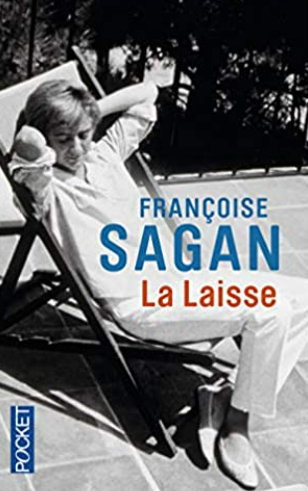 FRANÇOISE
SAGAN
La Laisse
POCKET